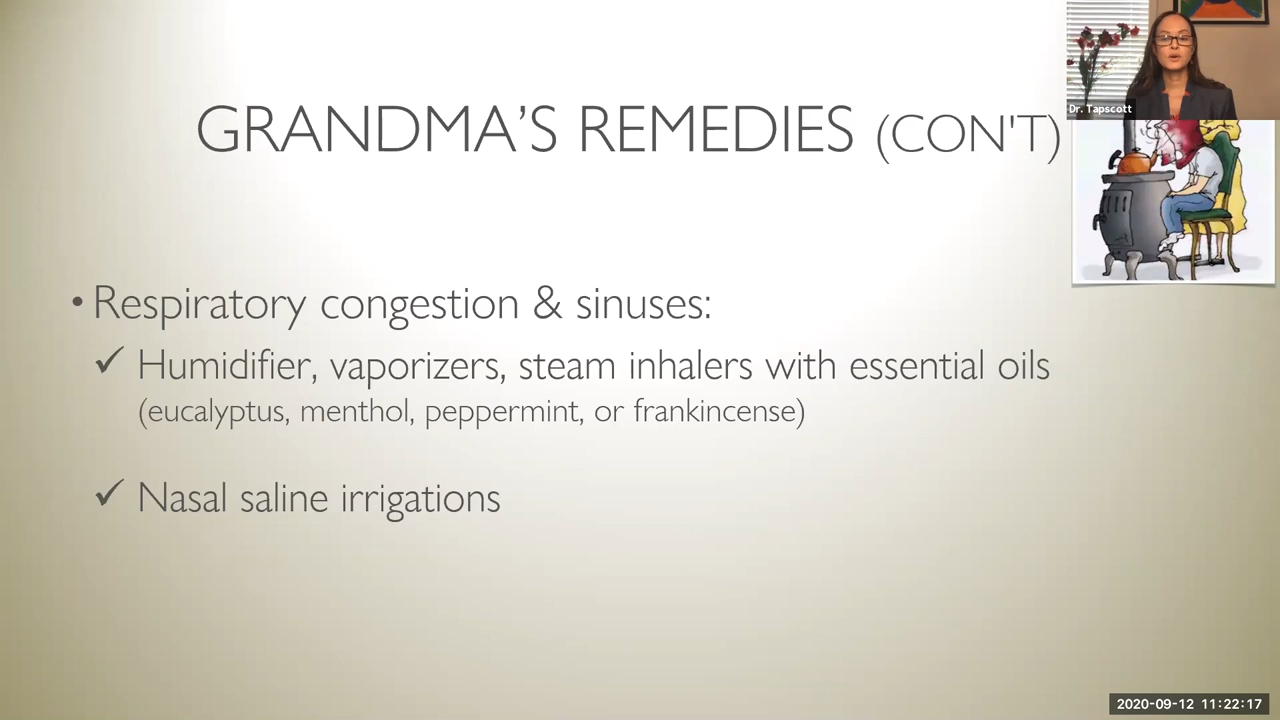 Dr. Tapscott
GRANDMA’S REMEDIES (CON'T)
• Respiratory congestion & sinuses:
✓ Humidifier, vaporizers, steam inhalers with essential oils
(eucalyptus, menthol, peppermint, or frankincense)
✓ Nasal saline irrigations
2020-09-12 11:22:17